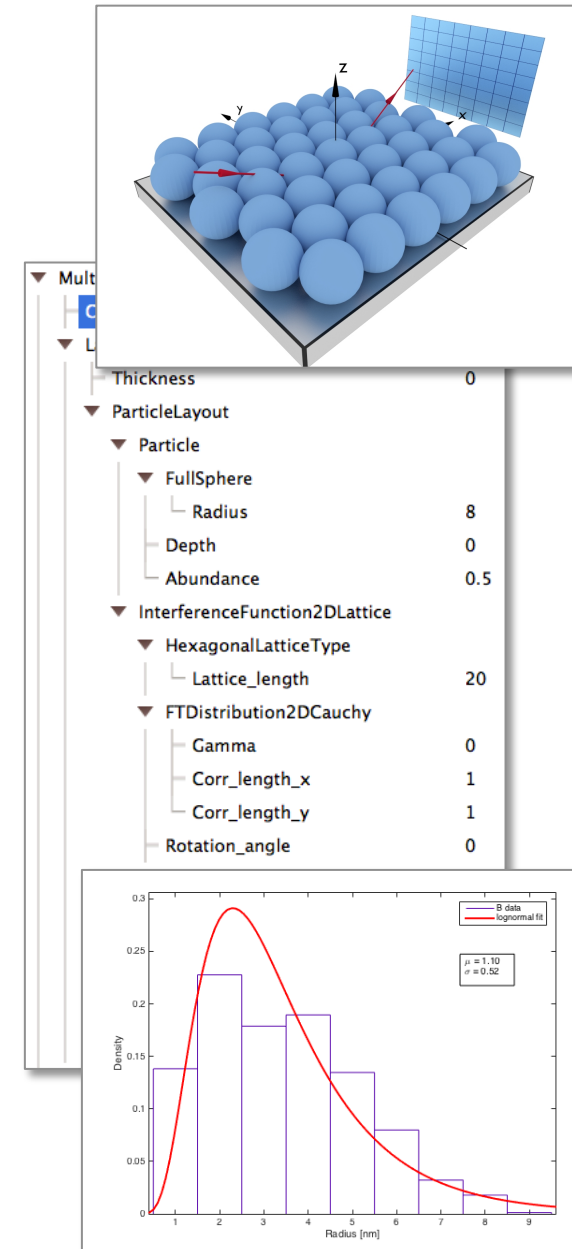 z
y
x
Mult
Thickness 0
ParticleLayout
Particle
FullSphere
Radius 8
Depth 0
Abundance 0.5
InterferenceFunction2DLattice
HexagonalLatticeType
Lattice_length 20
FTDistribution2DCauchy
Gamma 0
Corr_length_x 1
Corr_length_y 1
Rotation_angle 0
0.3
0.25
0.2
0.15
0.1
0.05
0
Density
B data
lognormal fit
μ = 1.10
σ = 0.52
1 2 3 4 5 6 7 8 9
Radius [nm]